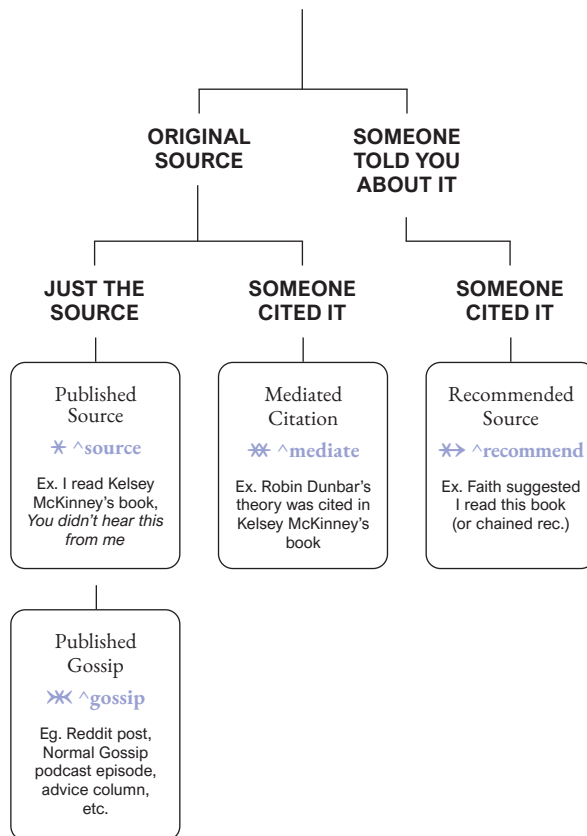 ORIGINAL
SOURCE
SOMEONE
TOLD YOU
ABOUT IT
JUST THE
SOURCE
SOMEONE
CITED IT
SOMEONE
CITED IT
Published
Source
^source
Ex. I read Kelsey
McKinney's book,
You didn't hear this
from me
Mediated
Citation
^mediate
Ex. Robin Dunbar's
theory was cited in
Kelsey McKinney's
book
Recommended
Source
^recommend
Ex. Faith suggested
I read this book
(or chained rec.)
Published
Gossip
^gossip
Eg. Reddit post,
Normal Gossip
podcast episode,
advice column,
etc.